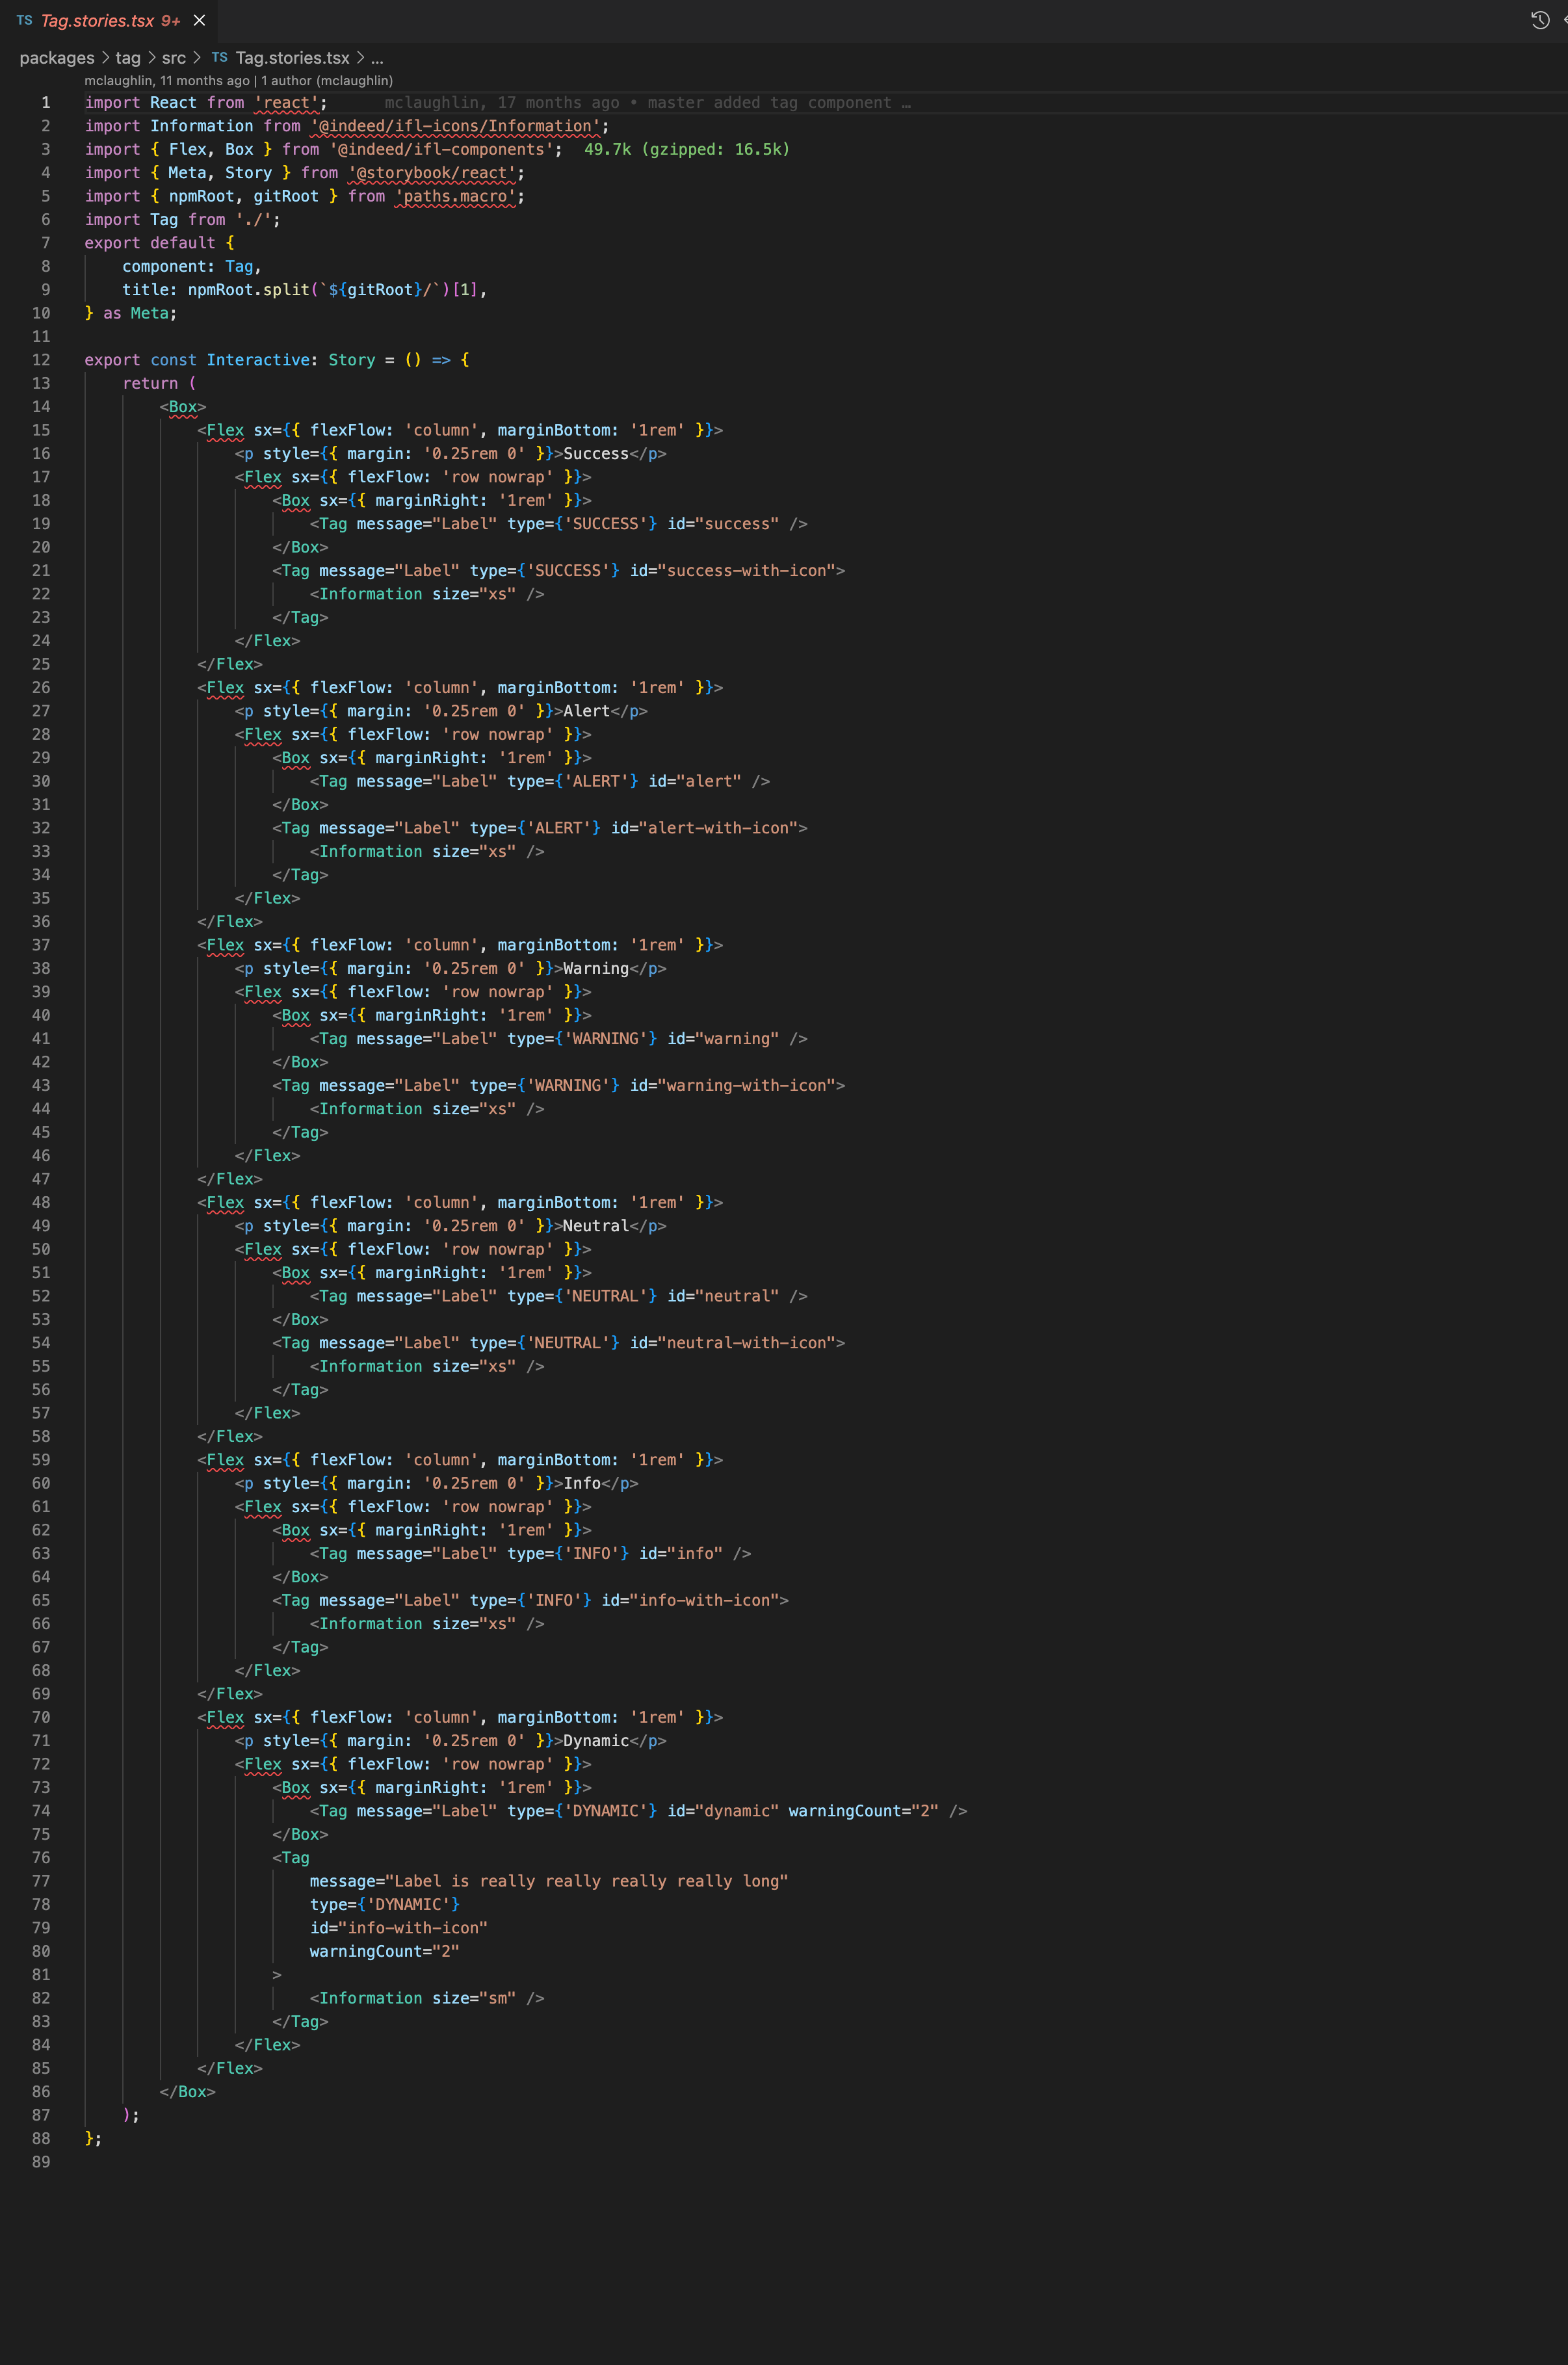 TS Tag.stories.tsx 9+
packages > tag > src > TS Tag.stories.tsx > ...
mclaughlin, 11 months ago | 1 author (mclaughlin)
1 import React from 'react'; mclaughlin, 17 months ago • master added tag component …
2 import Information from '@indeed/ifl-icons/Information';
3 import { Flex, Box } from '@indeed/ifl-components'; 49.7k (gzipped: 16.5k)
4 import { Meta, Story } from '@storybook/react';
5 import { npmRoot, gitRoot } from 'paths.macro';
6 import Tag from './';
7 export default {
8 component: Tag,
9 title: npmRoot.split(`${gitRoot}/`)[1],
10 } as Meta;
11
12 export const Interactive: Story = () => {
13 return (
14 <Box>
15 <Flex sx={{ flexFlow: 'column', marginBottom: '1rem' }}>
16 <p style={{ margin: '0.25rem 0' }}>Success</p>
17 <Flex sx={{ flexFlow: 'row nowrap' }}>
18 <Box sx={{ marginRight: '1rem' }}>
19 <Tag message="Label" type={'SUCCESS'} id="success" />
20 </Box>
21 <Tag message="Label" type={'SUCCESS'} id="success-with-icon">
22 <Information size="xs" />
23 </Tag>
24 </Flex>
25 </Flex>
26 <Flex sx={{ flexFlow: 'column', marginBottom: '1rem' }}>
27 <p style={{ margin: '0.25rem 0' }}>Alert</p>
28 <Flex sx={{ flexFlow: 'row nowrap' }}>
29 <Box sx={{ marginRight: '1rem' }}>
30 <Tag message="Label" type={'ALERT'} id="alert" />
31 </Box>
32 <Tag message="Label" type={'ALERT'} id="alert-with-icon">
33 <Information size="xs" />
34 </Tag>
35 </Flex>
36 </Flex>
37 <Flex sx={{ flexFlow: 'column', marginBottom: '1rem' }}>
38 <p style={{ margin: '0.25rem 0' }}>Warning</p>
39 <Flex sx={{ flexFlow: 'row nowrap' }}>
40 <Box sx={{ marginRight: '1rem' }}>
41 <Tag message="Label" type={'WARNING'} id="warning" />
42 </Box>
43 <Tag message="Label" type={'WARNING'} id="warning-with-icon">
44 <Information size="xs" />
45 </Tag>
46 </Flex>
47 </Flex>
48 <Flex sx={{ flexFlow: 'column', marginBottom: '1rem' }}>
49 <p style={{ margin: '0.25rem 0' }}>Neutral</p>
50 <Flex sx={{ flexFlow: 'row nowrap' }}>
51 <Box sx={{ marginRight: '1rem' }}>
52 <Tag message="Label" type={'NEUTRAL'} id="neutral" />
53 </Box>
54 <Tag message="Label" type={'NEUTRAL'} id="neutral-with-icon">
55 <Information size="xs" />
56 </Tag>
57 </Flex>
58 </Flex>
59 <Flex sx={{ flexFlow: 'column', marginBottom: '1rem' }}>
60 <p style={{ margin: '0.25rem 0' }}>Info</p>
61 <Flex sx={{ flexFlow: 'row nowrap' }}>
62 <Box sx={{ marginRight: '1rem' }}>
63 <Tag message="Label" type={'INFO'} id="info" />
64 </Box>
65 <Tag message="Label" type={'INFO'} id="info-with-icon">
66 <Information size="xs" />
67 </Tag>
68 </Flex>
69 </Flex>
70 <Flex sx={{ flexFlow: 'column', marginBottom: '1rem' }}>
71 <p style={{ margin: '0.25rem 0' }}>Dynamic</p>
72 <Flex sx={{ flexFlow: 'row nowrap' }}>
73 <Box sx={{ marginRight: '1rem' }}>
74 <Tag message="Label" type={'DYNAMIC'} id="dynamic" warningCount="2" />
75 </Box>
76 <Tag
77 message="Label is really really really really long"
78 type={'DYNAMIC'}
79 id="info-with-icon"
80 warningCount="2"
81 >
82 <Information size="sm" />
83 </Tag>
84 </Flex>
85 </Flex>
86 </Box>
87 );
88 };
89